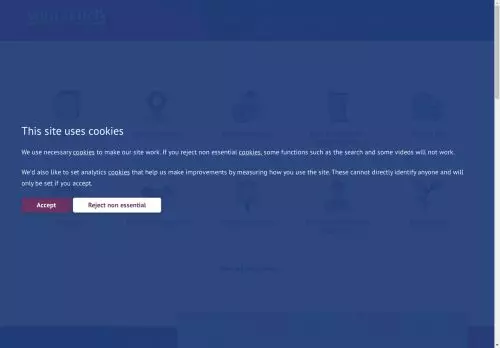 This site uses cookies
We use necessary cookies to make our site work. If you reject non essential cookies, some functions such as the search and some videos will not work.
We'd also like to set analytics cookies that help us make improvements by measuring how you use the site. These cannot directly identify anyone and will
only be set if you accept.
Accept
Reject non essential